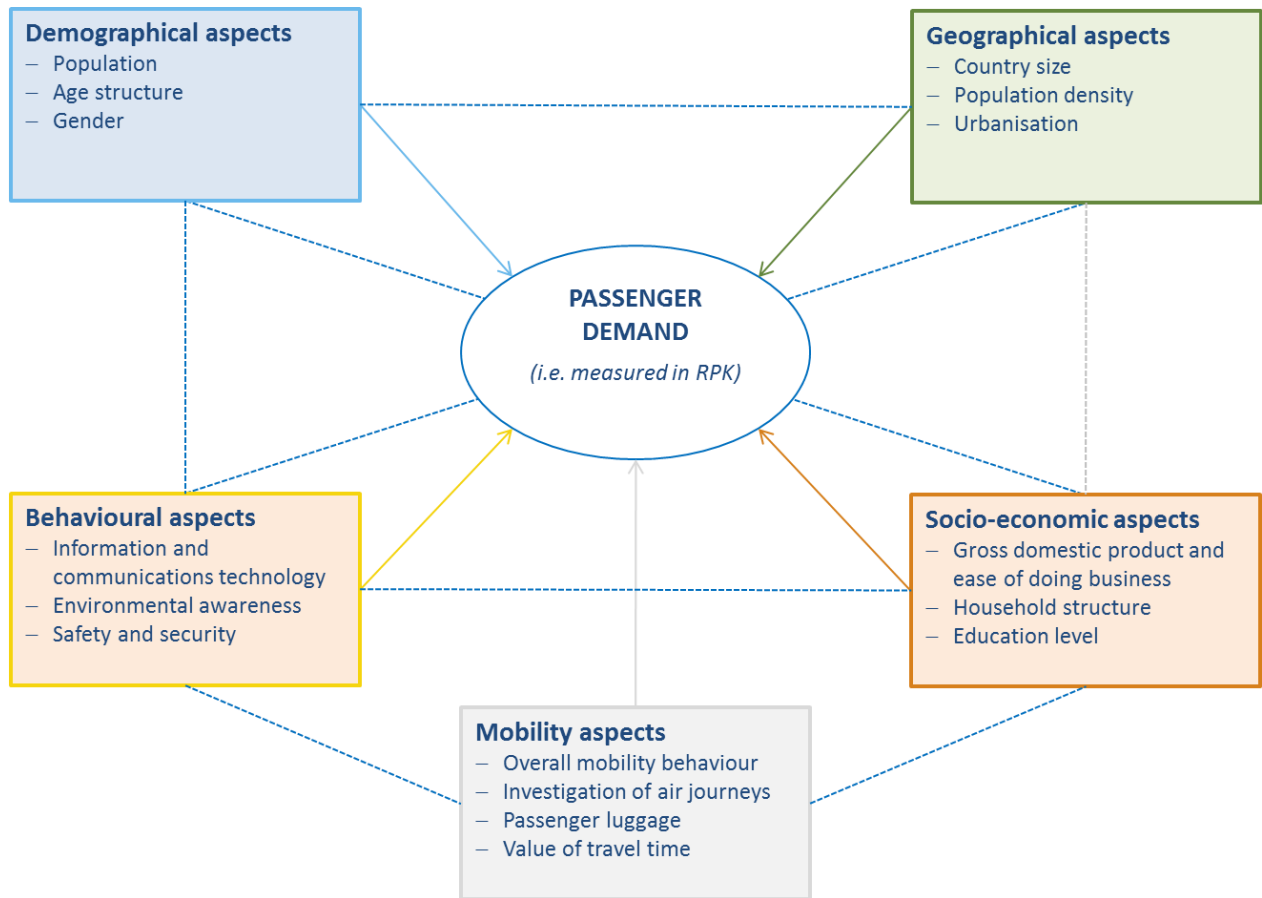 Demographical aspects
– Population
– Age structure
– Gender
Geographical aspects
– Country size
– Population density
– Urbanisation
PASSENGER
DEMAND
(i.e. measured in RPK)
Behavioural aspects
– Information and
communications technology
– Environmental awareness
– Safety and security
Socio-economic aspects
– Gross domestic product and
ease of doing business
– Household structure
– Education level
Mobility aspects
– Overall mobility behaviour
– Investigation of air journeys
– Passenger luggage
– Value of travel time